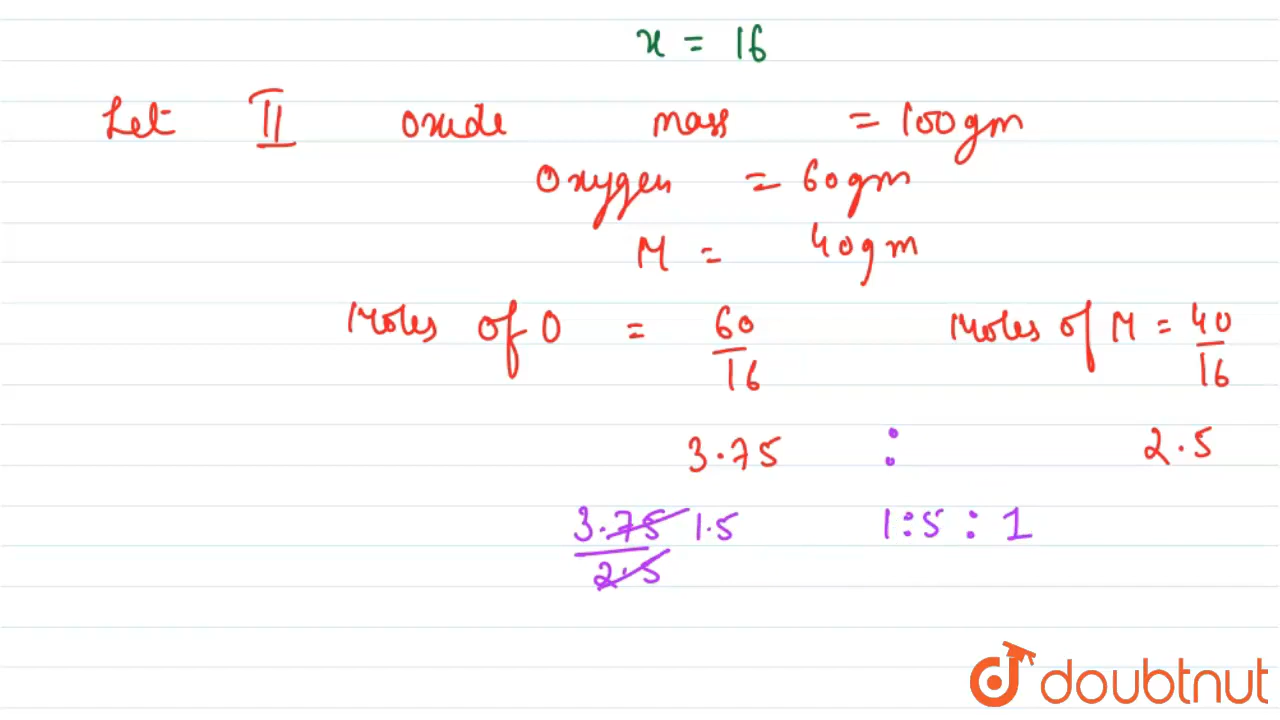 x = 16
Let II oxide mass = 100gm
Oxygen = 60gm
M = 40gm
Moles of O = 60/16 Moles of M = 40/16
3.75 : 2.5
3.75/2.5 1.5 1:5 : 1
doubtnut